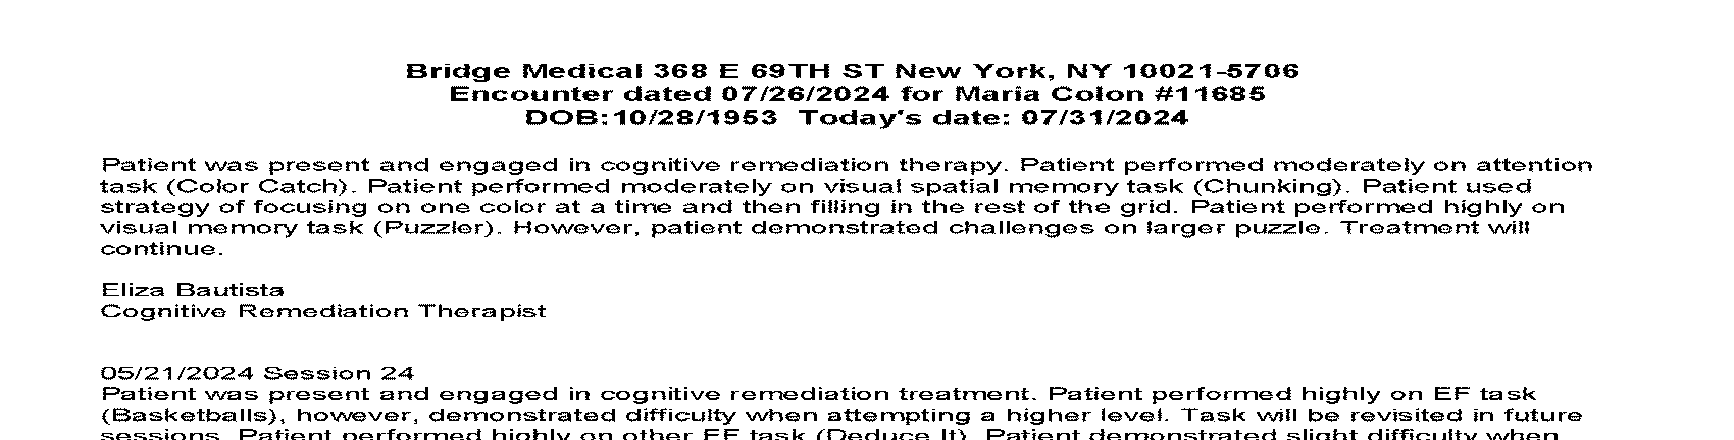 Bridge Medical 368 E 69TH ST New York, NY 10021-5706
Encounter dated 07/26/2024 for Maria Colon #11685
DOB:10/28/1953 Today's date: 07/31/2024
Patient was present and engaged in cognitive remediation therapy. Patient performed moderately on attention
task (Color Catch). Patient performed moderately on visual spatial memory task (Chunking). Patient used
strategy of focusing on one color at a time and then filling in the rest of the grid. Patient performed highly on
visual memory task (Puzzler). However, patient demonstrated challenges on larger puzzle. Treatment will
continue.
Eliza Bautista
Cognitive Remediation Therapist
05/21/2024 Session 24
Patient was present and engaged in cognitive remediation treatment. Patient performed highly on EF task
(Basketballs), however, demonstrated difficulty when attempting a higher level. Task will be revisited in future
sessions. Patient performed highly on other EF task (Deduce It). Patient demonstrated slight difficulty when